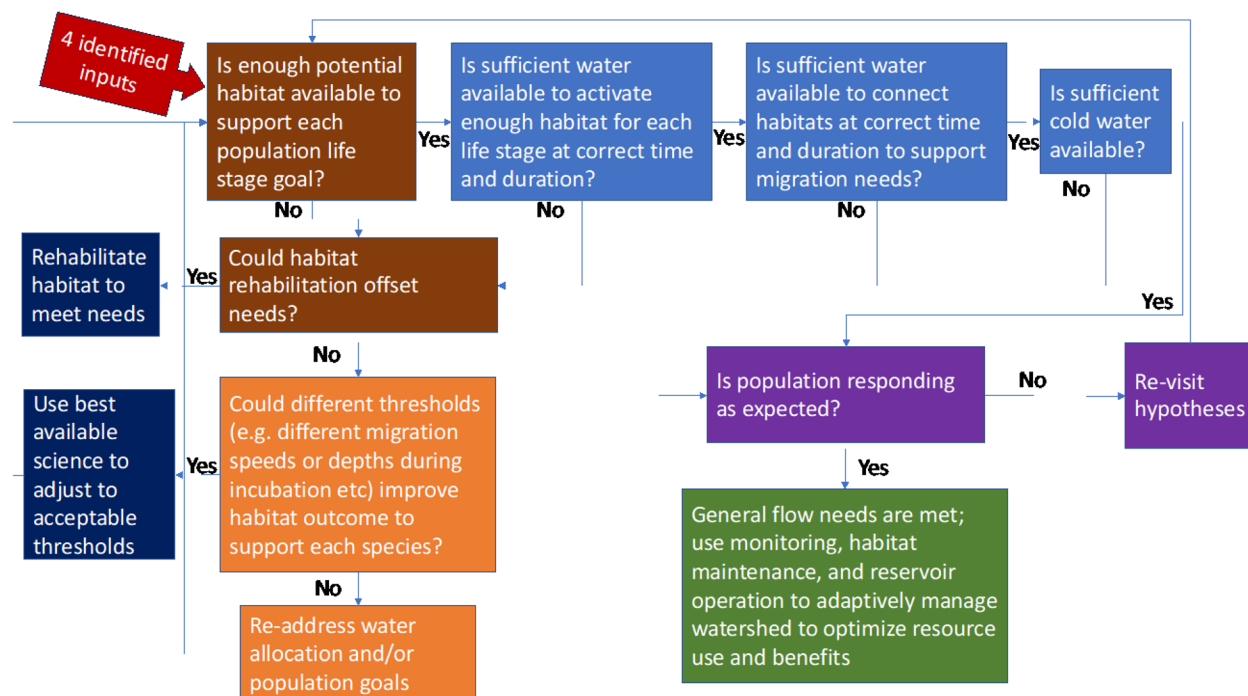 4 identified
inputs
Is enough potential
habitat available to
support each
population life
stage goal?
Yes
Is sufficient water
available to activate
enough habitat for each
life stage at correct time
and duration?
Yes
Is sufficient water
available to connect
habitats at correct time
and duration to support
migration needs?
Yes
Is sufficient
cold water
available?
No
No
No
No
Rehabilitate
habitat to
meet needs
Yes
Could habitat
rehabilitation offset
needs?
Yes
No
Is population responding
as expected?
No
Re-visit
hypotheses
Use best
available
science to
adjust to
acceptable
thresholds
Yes
Could different thresholds
(e.g. different migration
speeds or depths during
incubation etc) improve
habitat outcome to
support each species?
Yes
General flow needs are met;
use monitoring, habitat
maintenance, and reservoir
operation to adaptively manage
watershed to optimize resource
use and benefits
No
Re-address water
allocation and/or
population goals